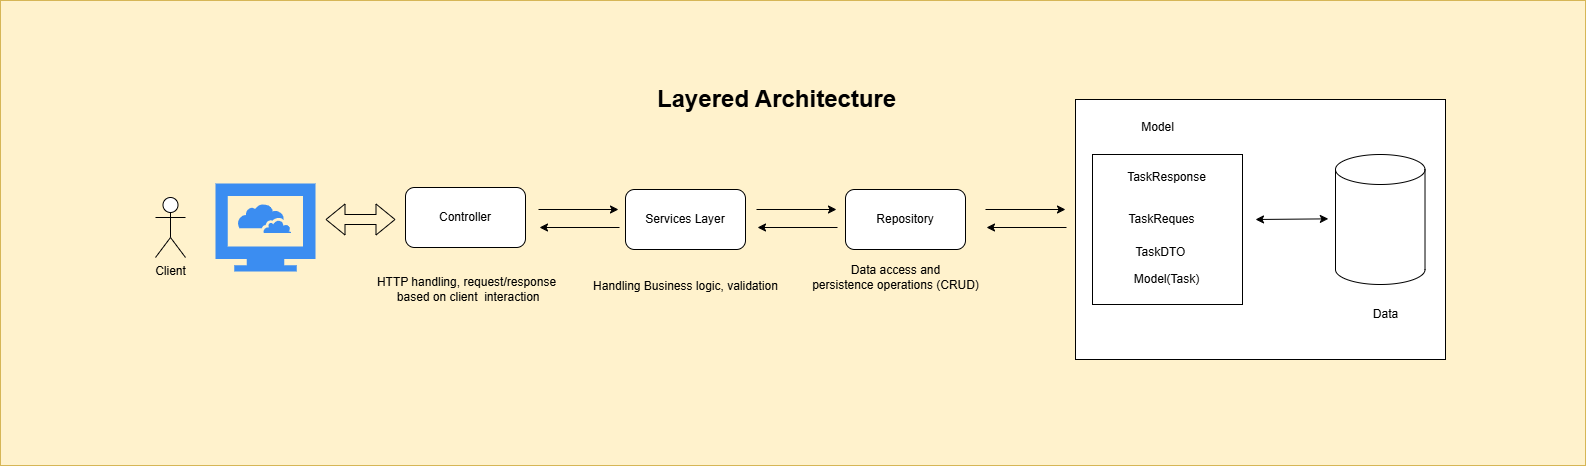 Layered Architecture
Client
Controller
HTTP handling, request/response
based on client interaction
Services Layer
Handling Business logic, validation
Repository
Data access and
persistence operations (CRUD)
Model
TaskResponse
TaskReques
TaskDTO
Model(Task)
Data